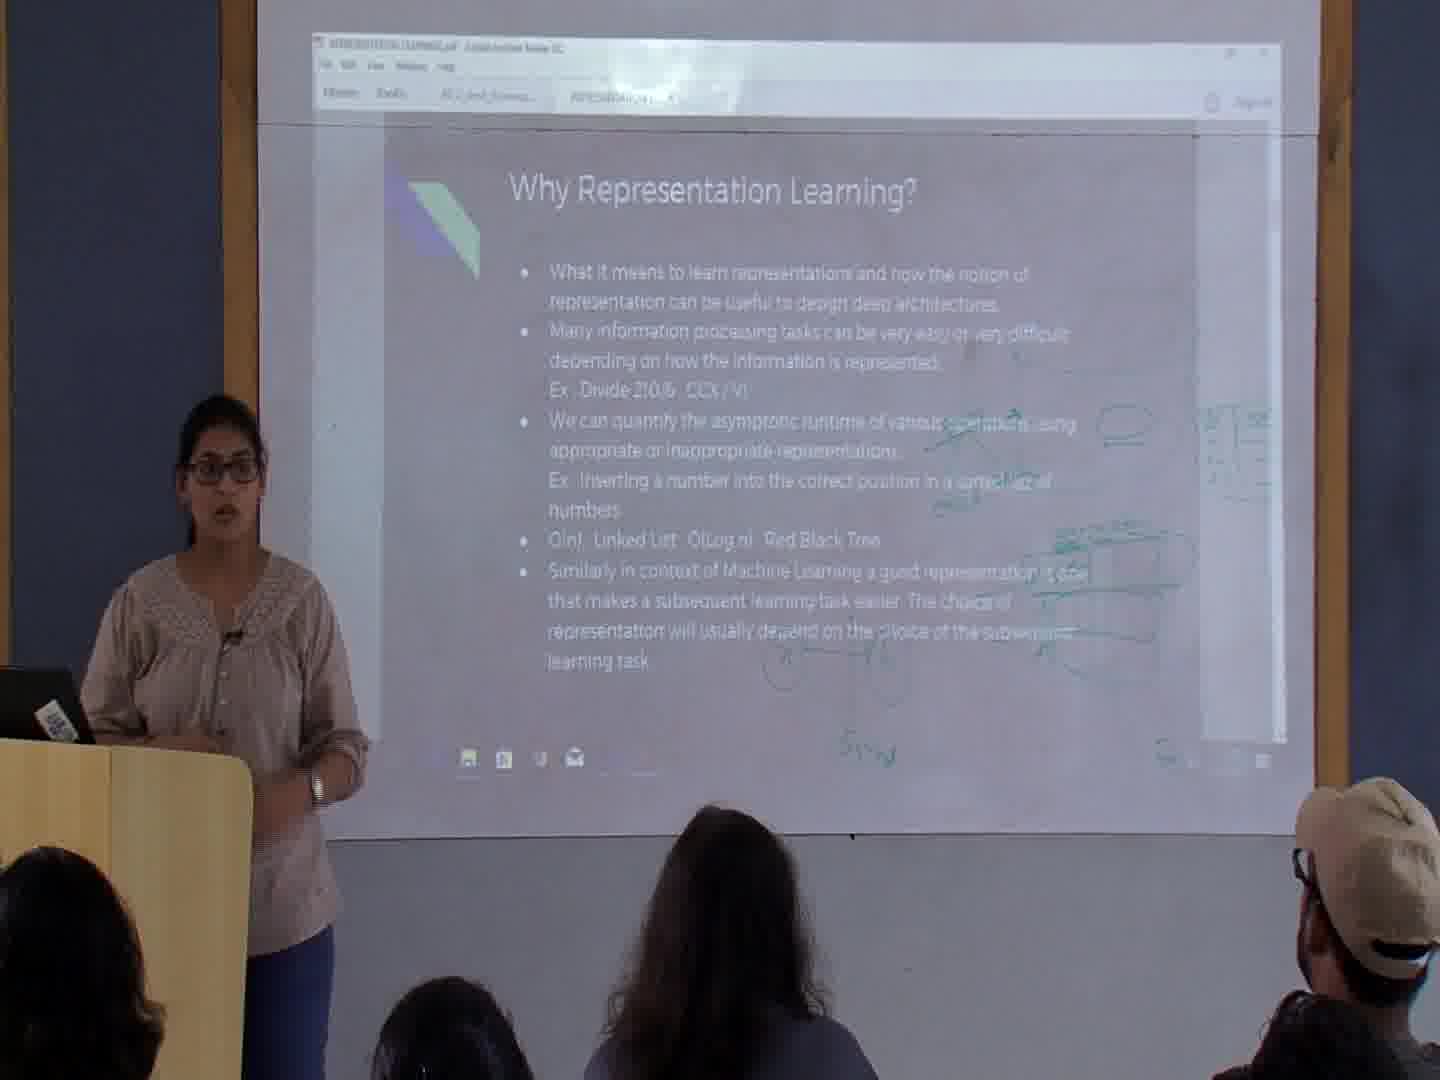 Why Representation Learning?
What it means to learn representations and how the notion of
representation can be useful to design deep architectures.
Many information processing tasks can be very easy or very difficult
depending on how the information is represented.
Ex. Divide 210/6 CCX / VI
We can quantify the asymptotic runtime of various operations using
appropriate or inappropriate representations.
Ex. Inserting a number into the correct position in a sorted list of
numbers
O(n) Linked List O(Log n) Red Black Tree
Similarly in context of Machine Learning a good representation is one
that makes a subsequent learning task easier. The choice of
representation will usually depend on the choice of the subsequent
learning task